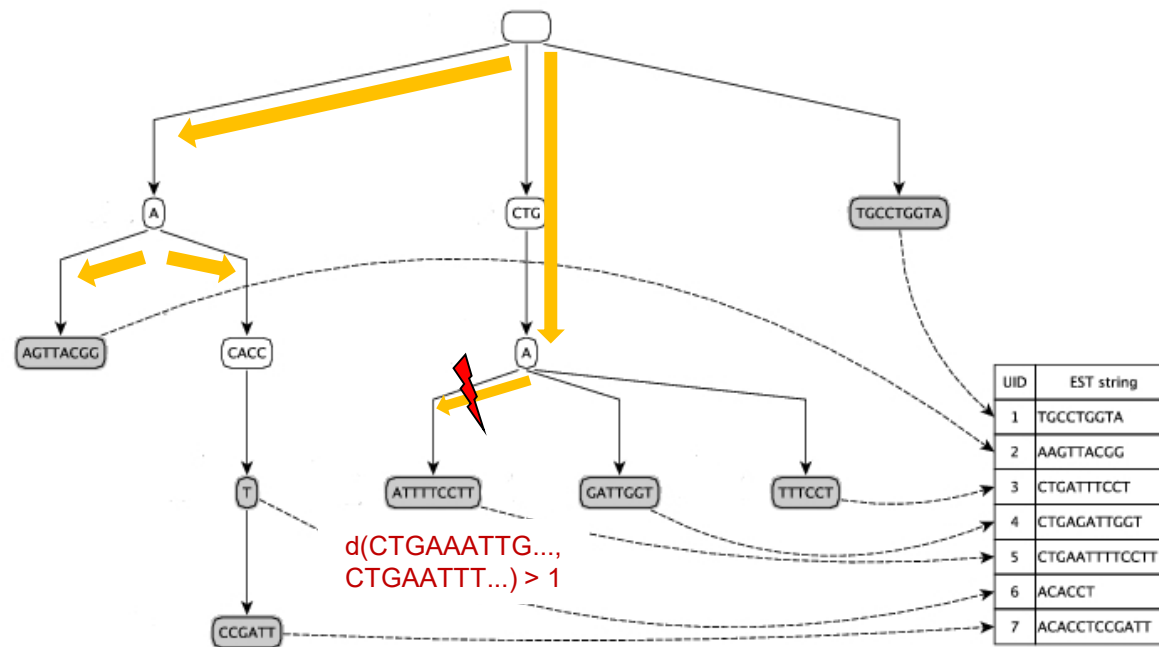 A
CTG
TGCCTGGTA
AGTTACGG
CACC
A
T
ATTTTCCTT
GATTGGT
TTTCCT
d(CTGAAATTG...,
CTGAATTT...) > 1
CCGATT
UID EST string
1 TGCCTGGTA
2 AAGTTACGG
3 CTGATTTCCT
4 CTGAGATTGGT
5 CTGAATTTTCCTT
6 ACACCT
7 ACACCTCCGATT